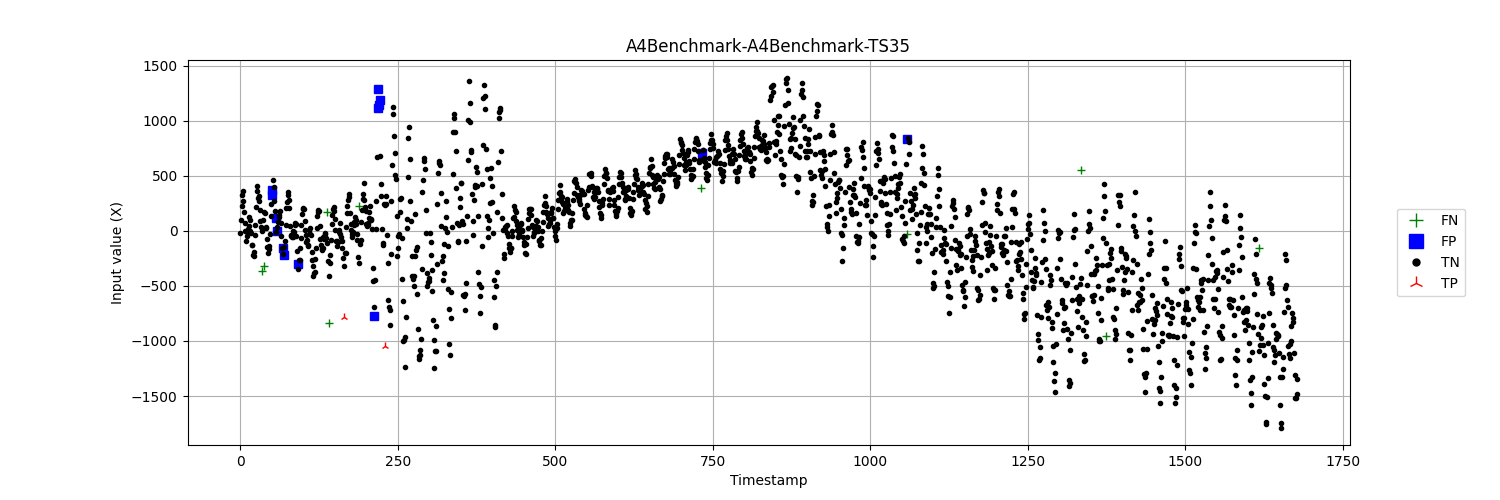 A4Benchmark-A4Benchmark-TS35
1500
1000
500
0
−500
−1000
−1500
Input value (X)
0 250 500 750 1000 1250 1500 1750
Timestamp
FN
FP
TN
TP